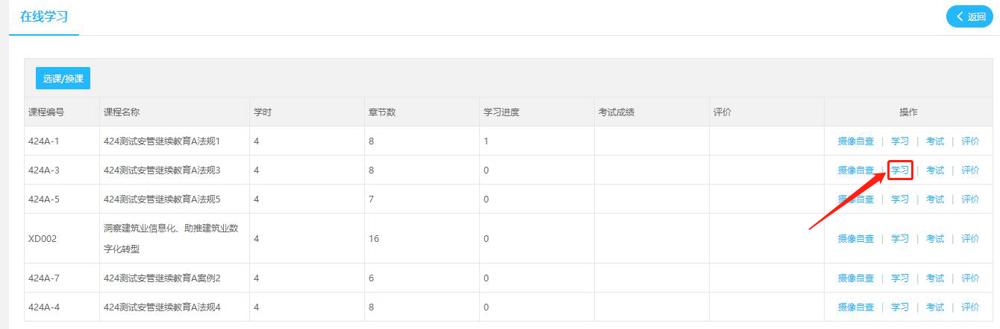 在线学习
返回
选课/换课
课程编号 课程名称 学时 章节数 学习进度 考试成绩 评价 操作
424A-1 424测试安管继续教育A法规1 4 8 1 摄像自查 | 学习 | 考试 | 评价
424A-3 424测试安管继续教育A法规3 4 8 0 摄像自查 | 学习 | 考试 | 评价
424A-5 424测试安管继续教育A法规5 4 7 0 摄像自查 | 学习 | 考试 | 评价
XD002 洞察建筑业信息化、助推建筑业数
字化转型 4 16 0 摄像自查 | 学习 | 考试 | 评价
424A-7 424测试安管继续教育A案例2 4 6 0 摄像自查 | 学习 | 考试 | 评价
424A-4 424测试安管继续教育A法规4 4 8 0 摄像自查 | 学习 | 考试 | 评价